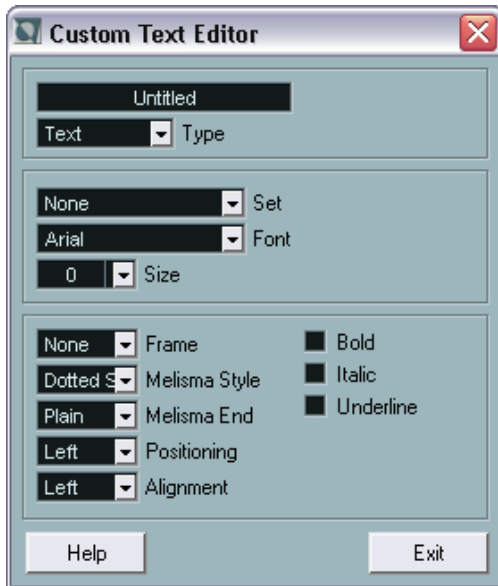 Custom Text Editor
Untitled
Text Type
None Set
Arial Font
0 Size
None Frame Bold
Dotted S Melisma Style Italic
Plain Melisma End Underline
Left Positioning
Left Alignment
Help Exit